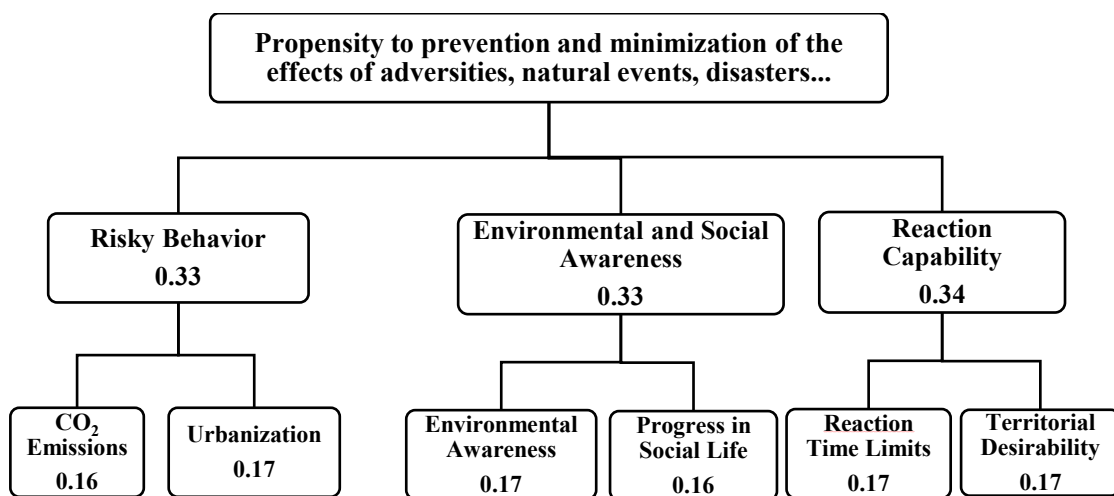 Propensity to prevention and minimization of the
effects of adversities, natural events, disasters...
Risky Behavior
0.33
Environmental and Social
Awareness
0.33
Reaction
Capability
0.34
CO₂
Emissions
0.16
Urbanization
0.17
Environmental
Awareness
0.17
Progress in
Social Life
0.16
Reaction
Time Limits
0.17
Territorial
Desirability
0.17